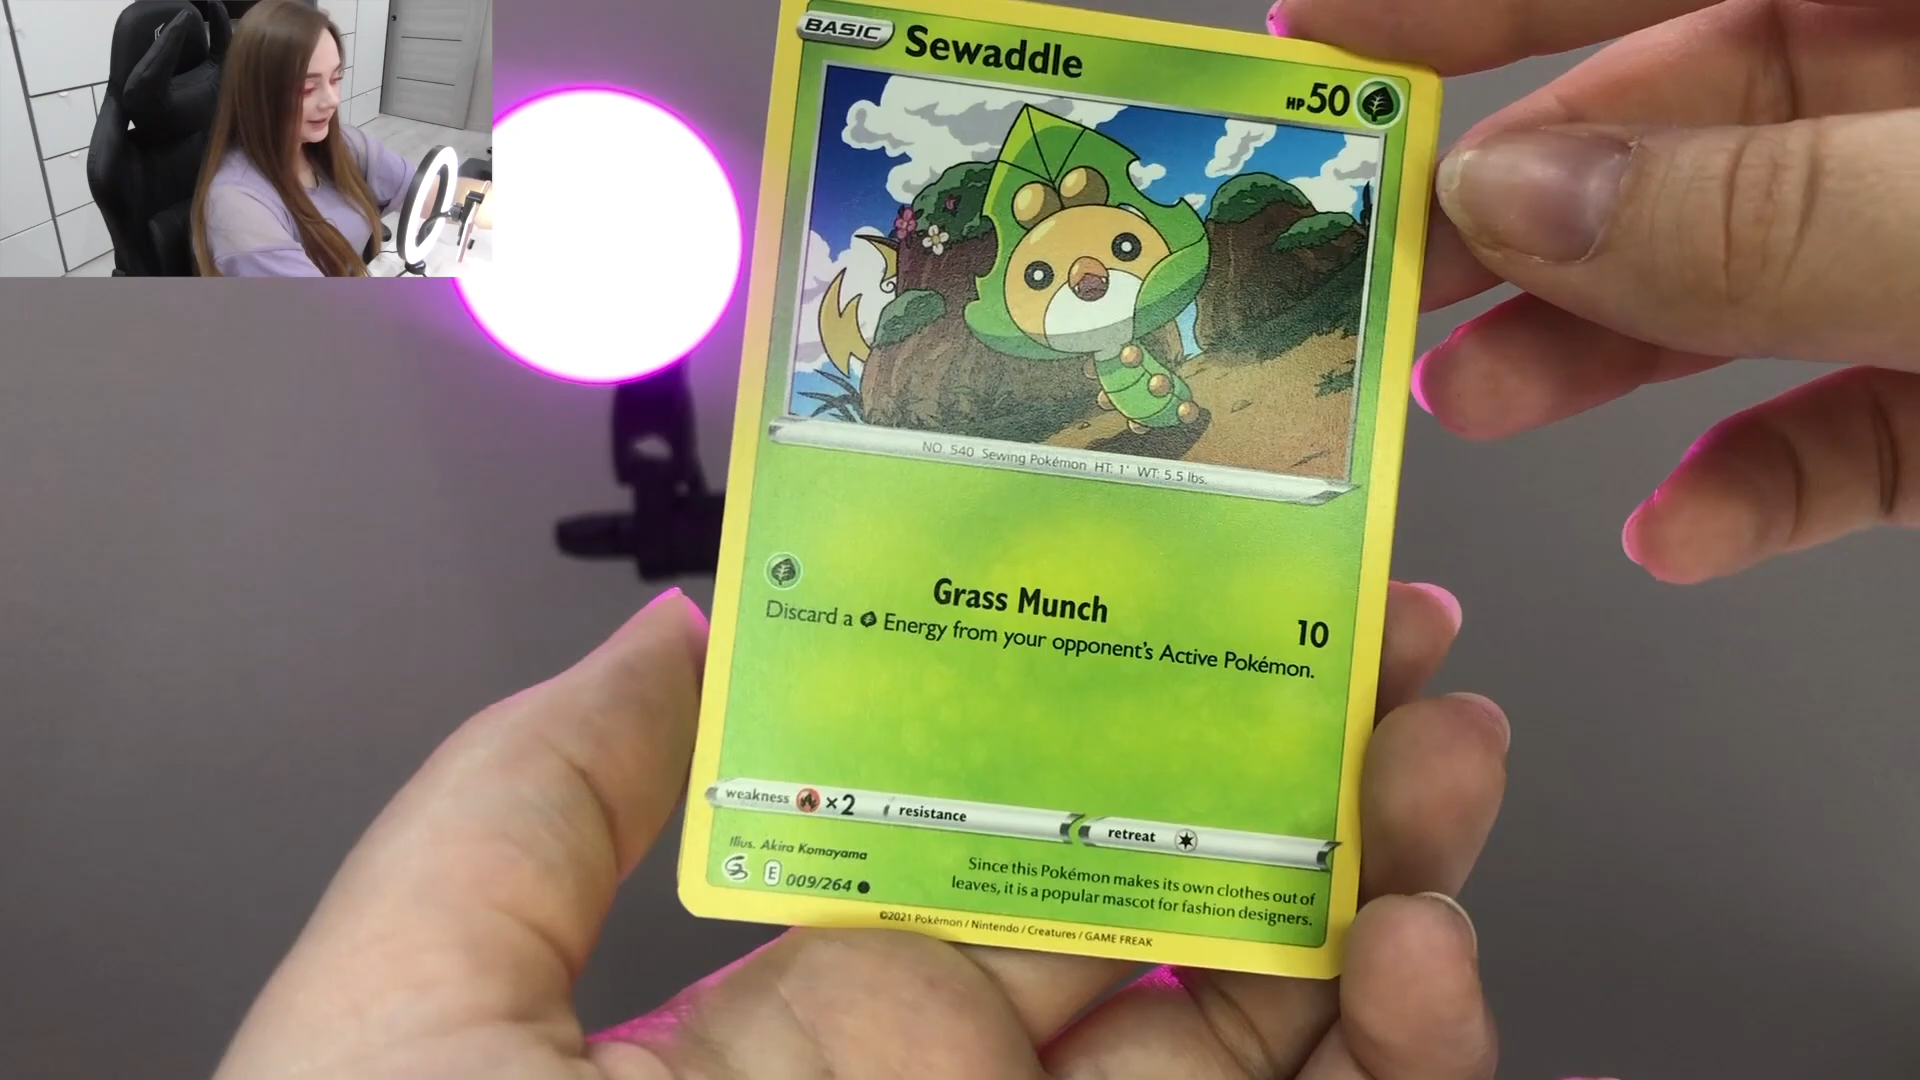 BASIC Sewaddle HP 50
NO. 540 Sewing Pokémon HT: 1' WT: 5.5 lbs.
Grass Munch 10
Discard a Energy from your opponent's Active Pokémon.
weakness ×2 resistance retreat
Illus. Akira Komayama
E 009/264
Since this Pokémon makes its own clothes out of
leaves, it is a popular mascot for fashion designers.
©2021 Pokémon / Nintendo / Creatures / GAME FREAK